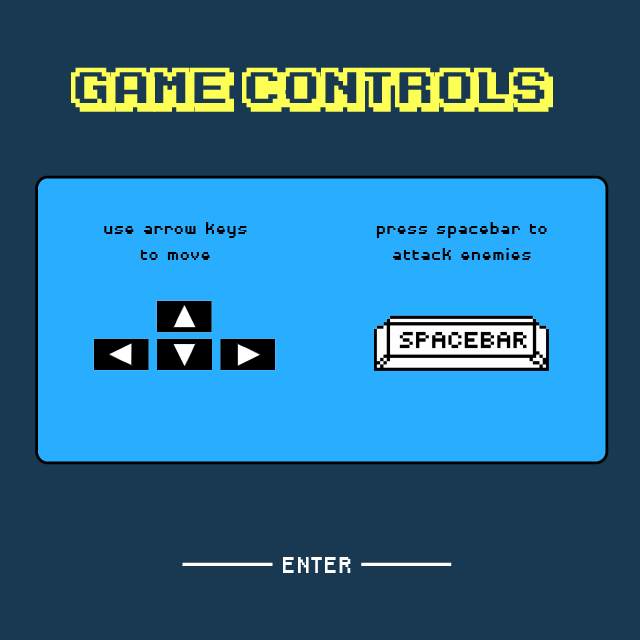 GAME CONTROLS
use arrow keys
to move
press spacebar to
attack enemies
SPACEBAR
ENTER